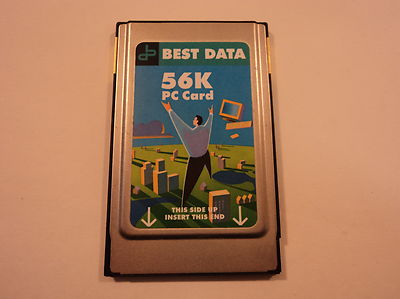 BEST DATA
56K
PC Card
THIS SIDE UP
INSERT THIS END